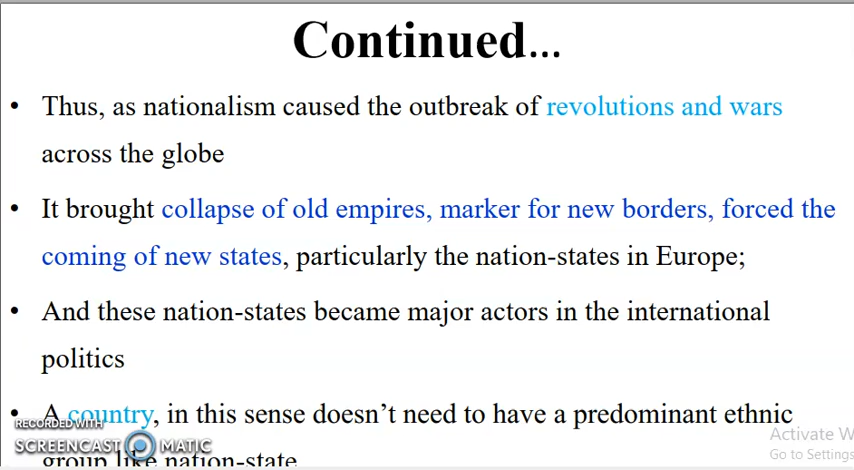 Continued...
• Thus, as nationalism caused the outbreak of revolutions and wars
across the globe
• It brought collapse of old empires, marker for new borders, forced the
coming of new states, particularly the nation-states in Europe;
• And these nation-states became major actors in the international
politics
• A country, in this sense doesn't need to have a predominant ethnic
group like nation-state
RECORDED WITH
SCREENCAST MATIC
Activate W
Go to Settings